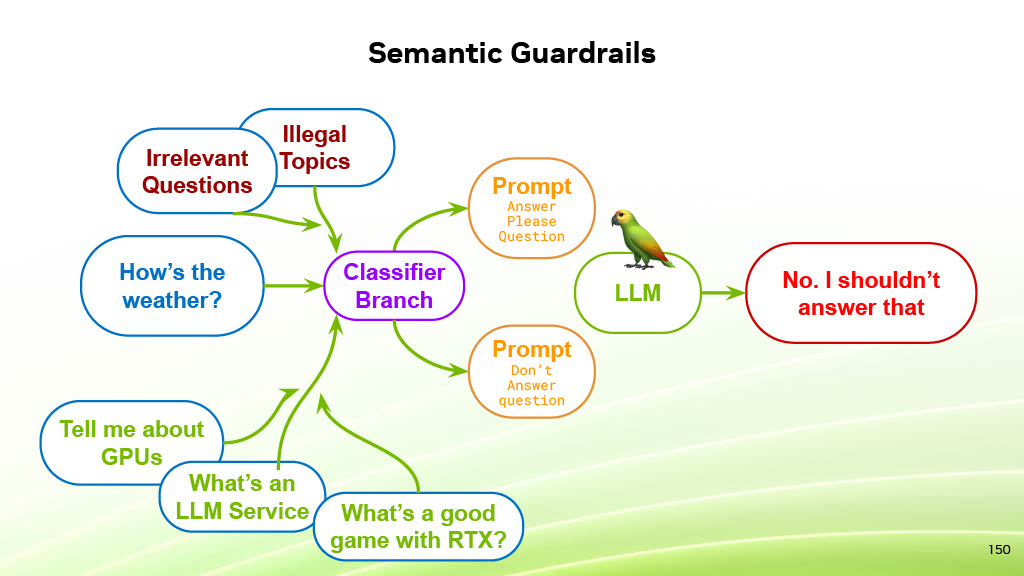 Semantic Guardrails
Illegal
Topics
Irrelevant
Questions
How's the
weather?
Classifier
Branch
Prompt
Answer
Please
Question
Prompt
Don't
Answer
question
LLM
No. I shouldn't
answer that
Tell me about
GPUs
What's an
LLM Service
What's a good
game with RTX?
150